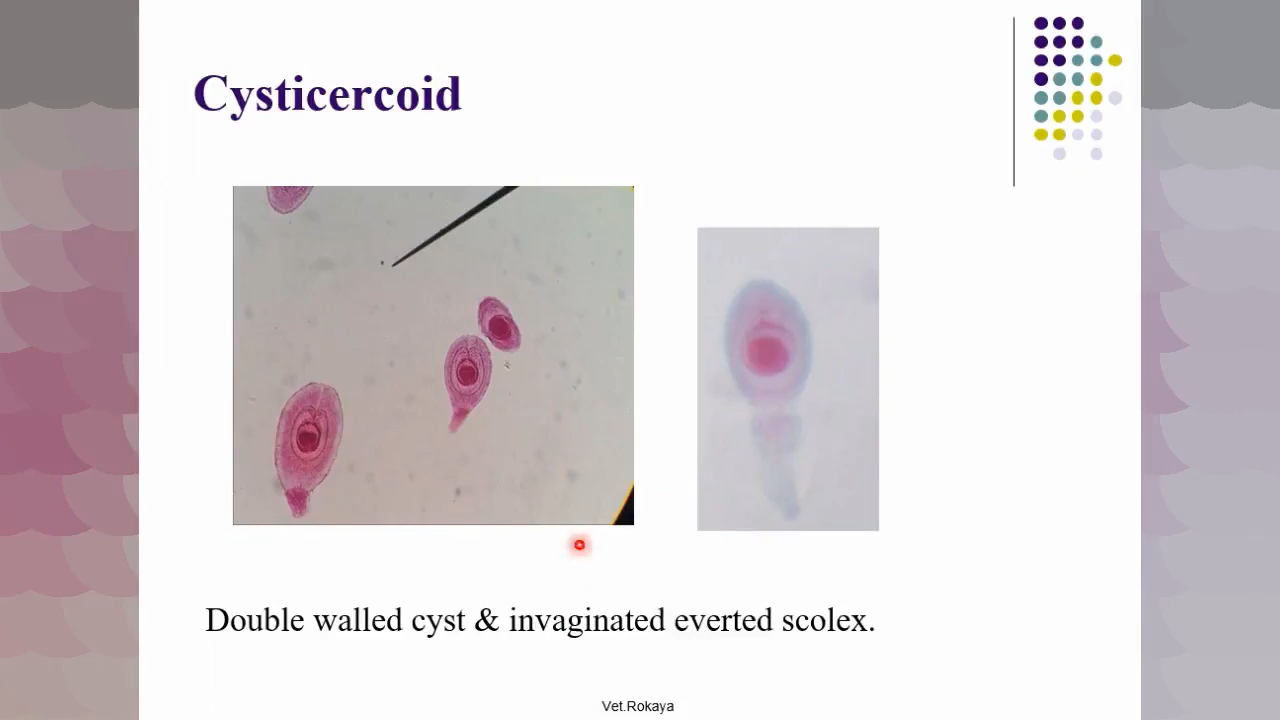 Cysticercoid
Double walled cyst & invaginated everted scolex.
Vet.Rokaya